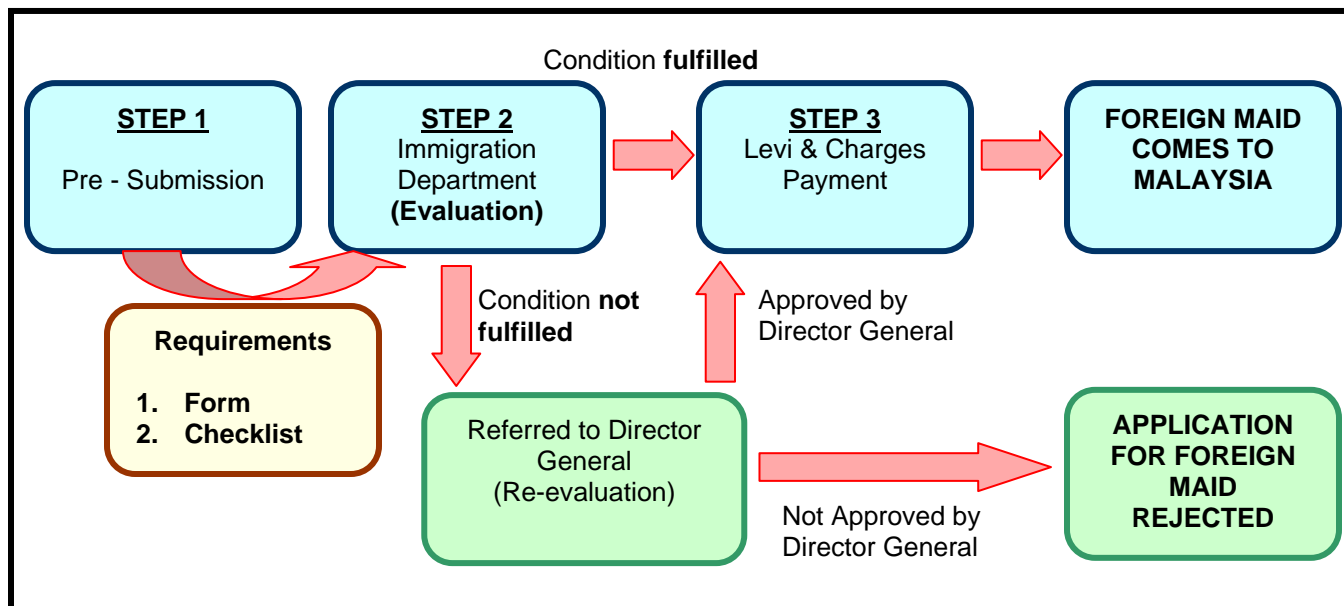 Condition fulfilled
STEP 1
Pre - Submission
STEP 2
Immigration
Department
(Evaluation)
STEP 3
Levi & Charges
Payment
FOREIGN MAID
COMES TO
MALAYSIA
Requirements
1. Form
2. Checklist
Condition not
fulfilled
Approved by
Director General
Referred to Director
General
(Re-evaluation)
Not Approved by
Director General
APPLICATION
FOR FOREIGN
MAID
REJECTED